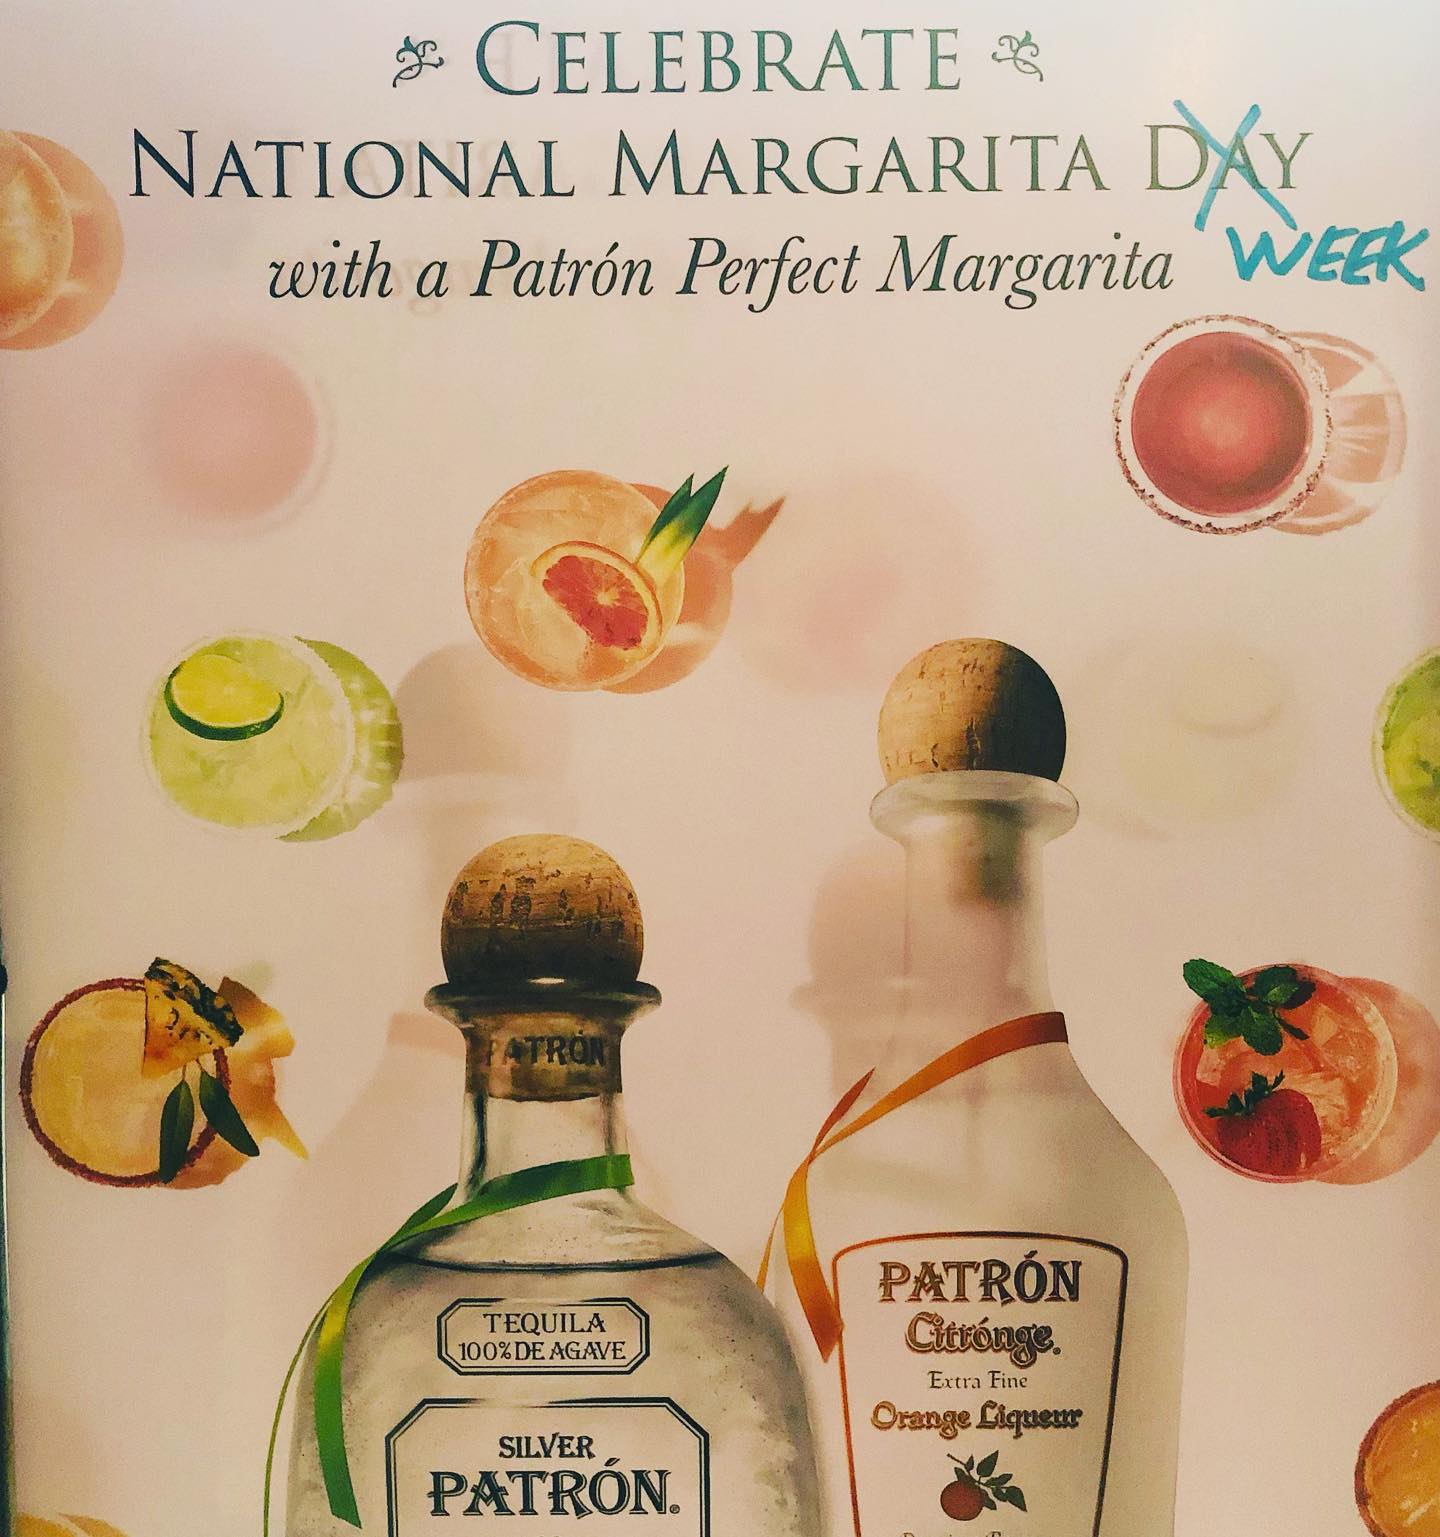 CELEBRATE
NATIONAL MARGARITA DAY
WEEK
with a Patrón Perfect Margarita
PATRÓN
TEQUILA
100% DE AGAVE
SILVER
PATRÓN
PATRÓN
Citrónge
Extra Fine
Orange Liqueur